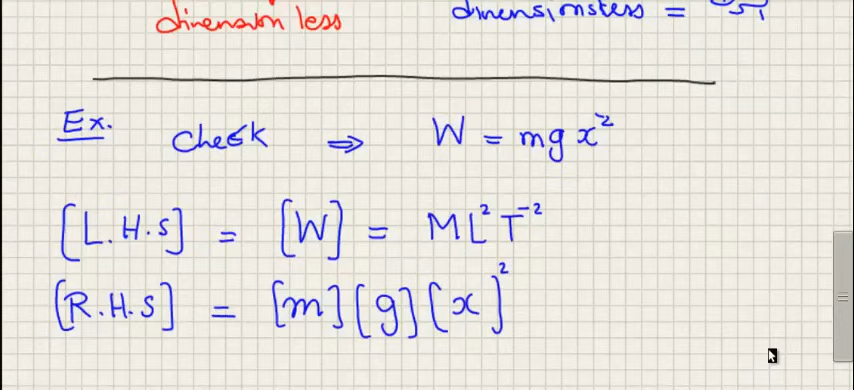 dimension less
dimensionless =
Ex. Check ⇒ W = mgx²
[L.H.S] = [W] = ML²T⁻²
[R.H.S] = [m][g][x]²